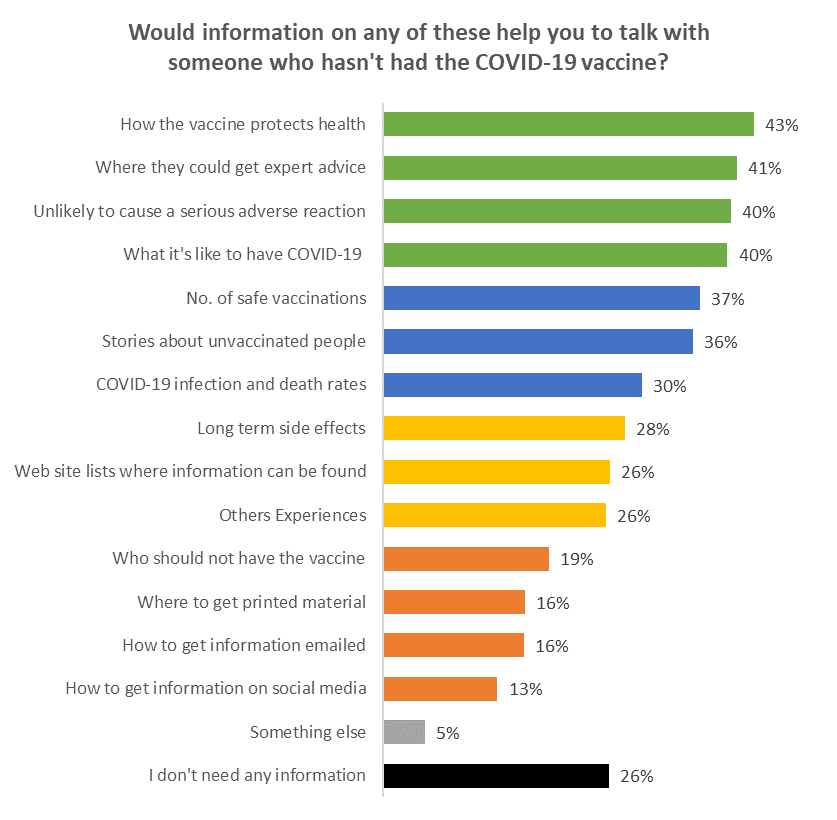 Would information on any of these help you to talk with
someone who hasn't had the COVID-19 vaccine?
How the vaccine protects health 43%
Where they could get expert advice 41%
Unlikely to cause a serious adverse reaction 40%
What it's like to have COVID-19 40%
No. of safe vaccinations 37%
Stories about unvaccinated people 36%
COVID-19 infection and death rates 30%
Long term side effects 28%
Web site lists where information can be found 26%
Others Experiences 26%
Who should not have the vaccine 19%
Where to get printed material 16%
How to get information emailed 16%
How to get information on social media 13%
Something else 5%
I don't need any information 26%